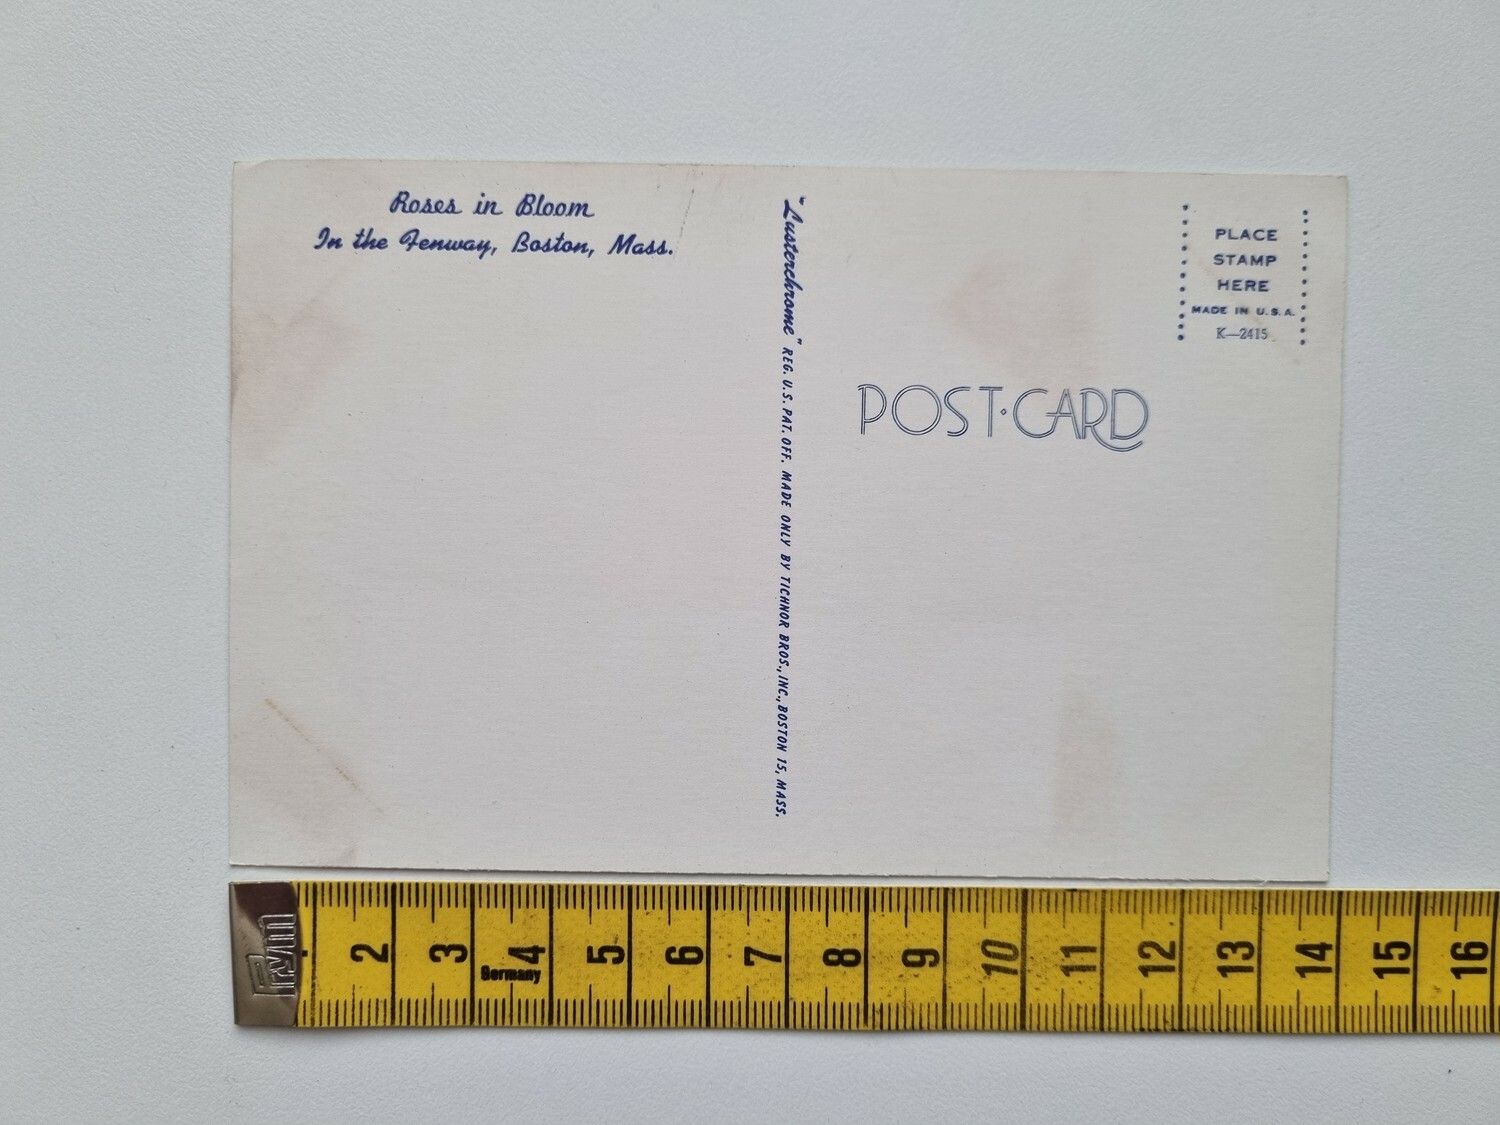 Roses in Bloom
In the Fenway, Boston, Mass.
"Lusterchrome" REG. U.S. PAT. OFF. MADE ONLY BY TICHNOR BROS., INC., BOSTON 15, MASS.
PLACE
STAMP
HERE
MADE IN U.S.A.
K—2415
POST·CARD
Prym
2 3 4 5 6 7 8 9 10 11 12 13 14 15 16
Germany